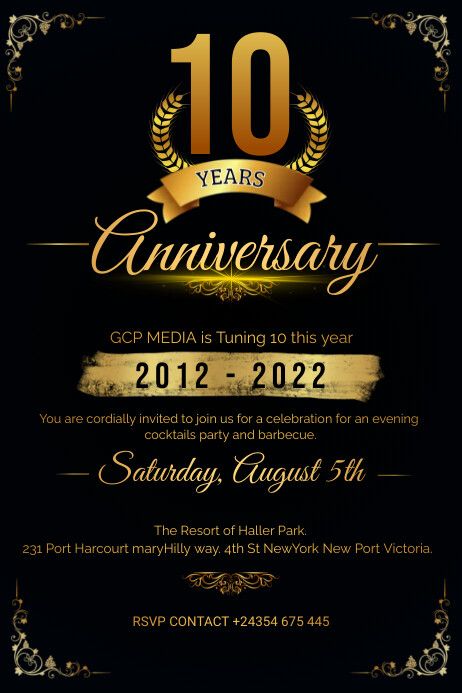 10
YEARS
Anniversary
GCP MEDIA is Tuning 10 this year
2012 - 2022
You are cordially invited to join us for a celebration for an evening
cocktails party and barbecue.
Saturday, August 5th
The Resort of Haller Park.
231 Port Harcourt maryHilly way. 4th St NewYork New Port Victoria.
RSVP CONTACT +24354 675 445